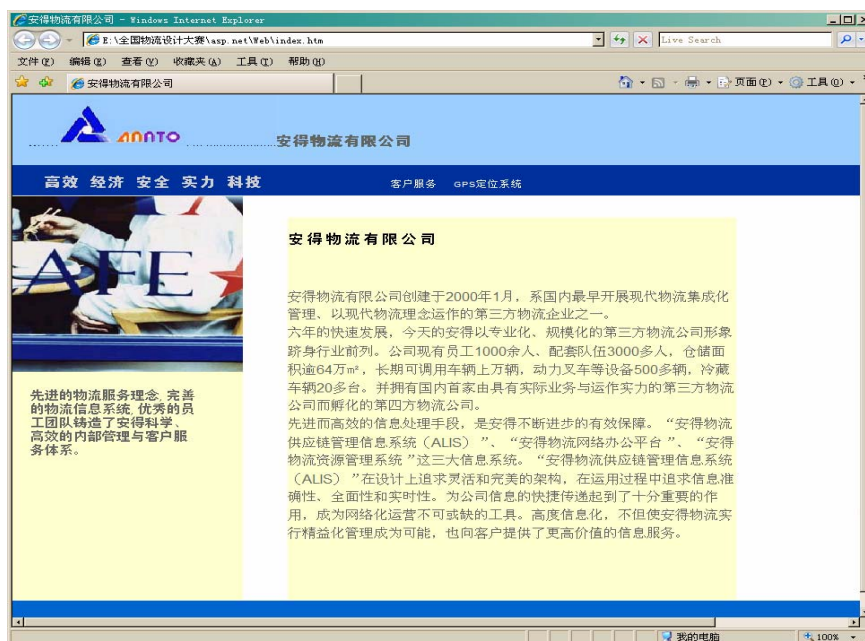 安得物流有限公司 - Windows Internet Explorer
E:\全国物流设计大赛\asp.net\Web\index.htm
Live Search
文件(F) 编辑(E) 查看(V) 收藏夹(A) 工具(T) 帮助(H)
安得物流有限公司
页面(P) 工具(O)
ANNTO
安得物流有限公司
高效 经济 安全 实力 科技
客户服务 GPS定位系统
AFE
先进的物流服务理念,完善
的物流信息系统,优秀的员
工团队铸造了安得科学、
高效的内部管理与客户服
务体系。
安得物流有限公司
安得物流有限公司创建于2000年1月，系国内最早开展现代物流集成化
管理、以现代物流理念运作的第三方物流企业之一。
六年的快速发展，今天的安得以专业化、规模化的第三方物流公司形象
跻身行业前列。公司现有员工1000余人、配套队伍3000多人，仓储面
积逾64万m²，长期可调用车辆上万辆，动力叉车等设备500多辆，冷藏
车辆20多台。并拥有国内首家由具有实际业务与运作实力的第三方物流
公司而孵化的第四方物流公司。
先进而高效的信息处理手段，是安得不断进步的有效保障。“安得物流
供应链管理信息系统（ALIS）”、“安得物流网络办公平台”、“安得
物流资源管理系统”这三大信息系统。“安得物流供应链管理信息系统
（ALIS）”在设计上追求灵活和完美的架构，在运用过程中追求信息准
确性、全面性和实时性。为公司信息的快捷传递起到了十分重要的作
用，成为网络化运营不可或缺的工具。高度信息化，不但使安得物流实
行精益化管理成为可能，也向客户提供了更高价值的信息服务。
我的电脑 100%